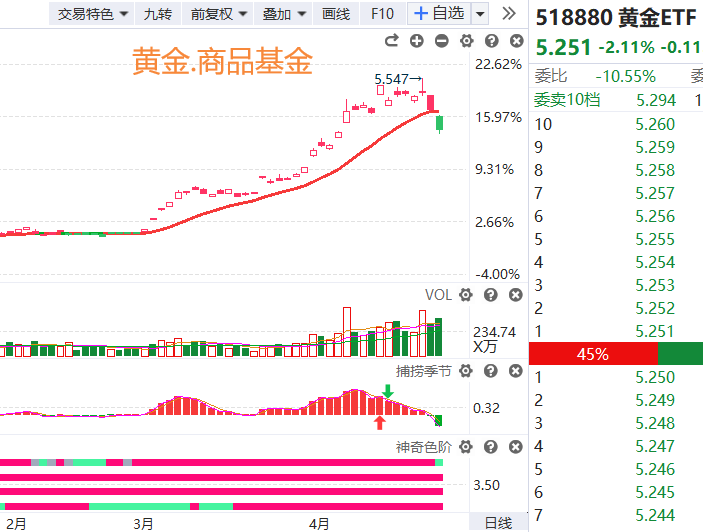 交易特色 九转 前复权 叠加 画线 F10 自选
518880 黄金ETF
5.251 -2.11% -0.11
委比 -10.55% 委
委卖10档 5.294 1
黄金.商品基金
5.547→
22.62%
15.97%
9.31%
2.66%
-4.00%
10 5.260
9 5.259
8 5.258
7 5.257
6 5.256
5 5.255
4 5.254
3 5.253
2 5.252
1 5.251
45%
1 5.250
2 5.249
3 5.248
4 5.247
5 5.246
6 5.245
7 5.244
VOL
234.74
X万
捕捞季节
0.32
神奇色阶
3.50
2月 3月 4月 日线